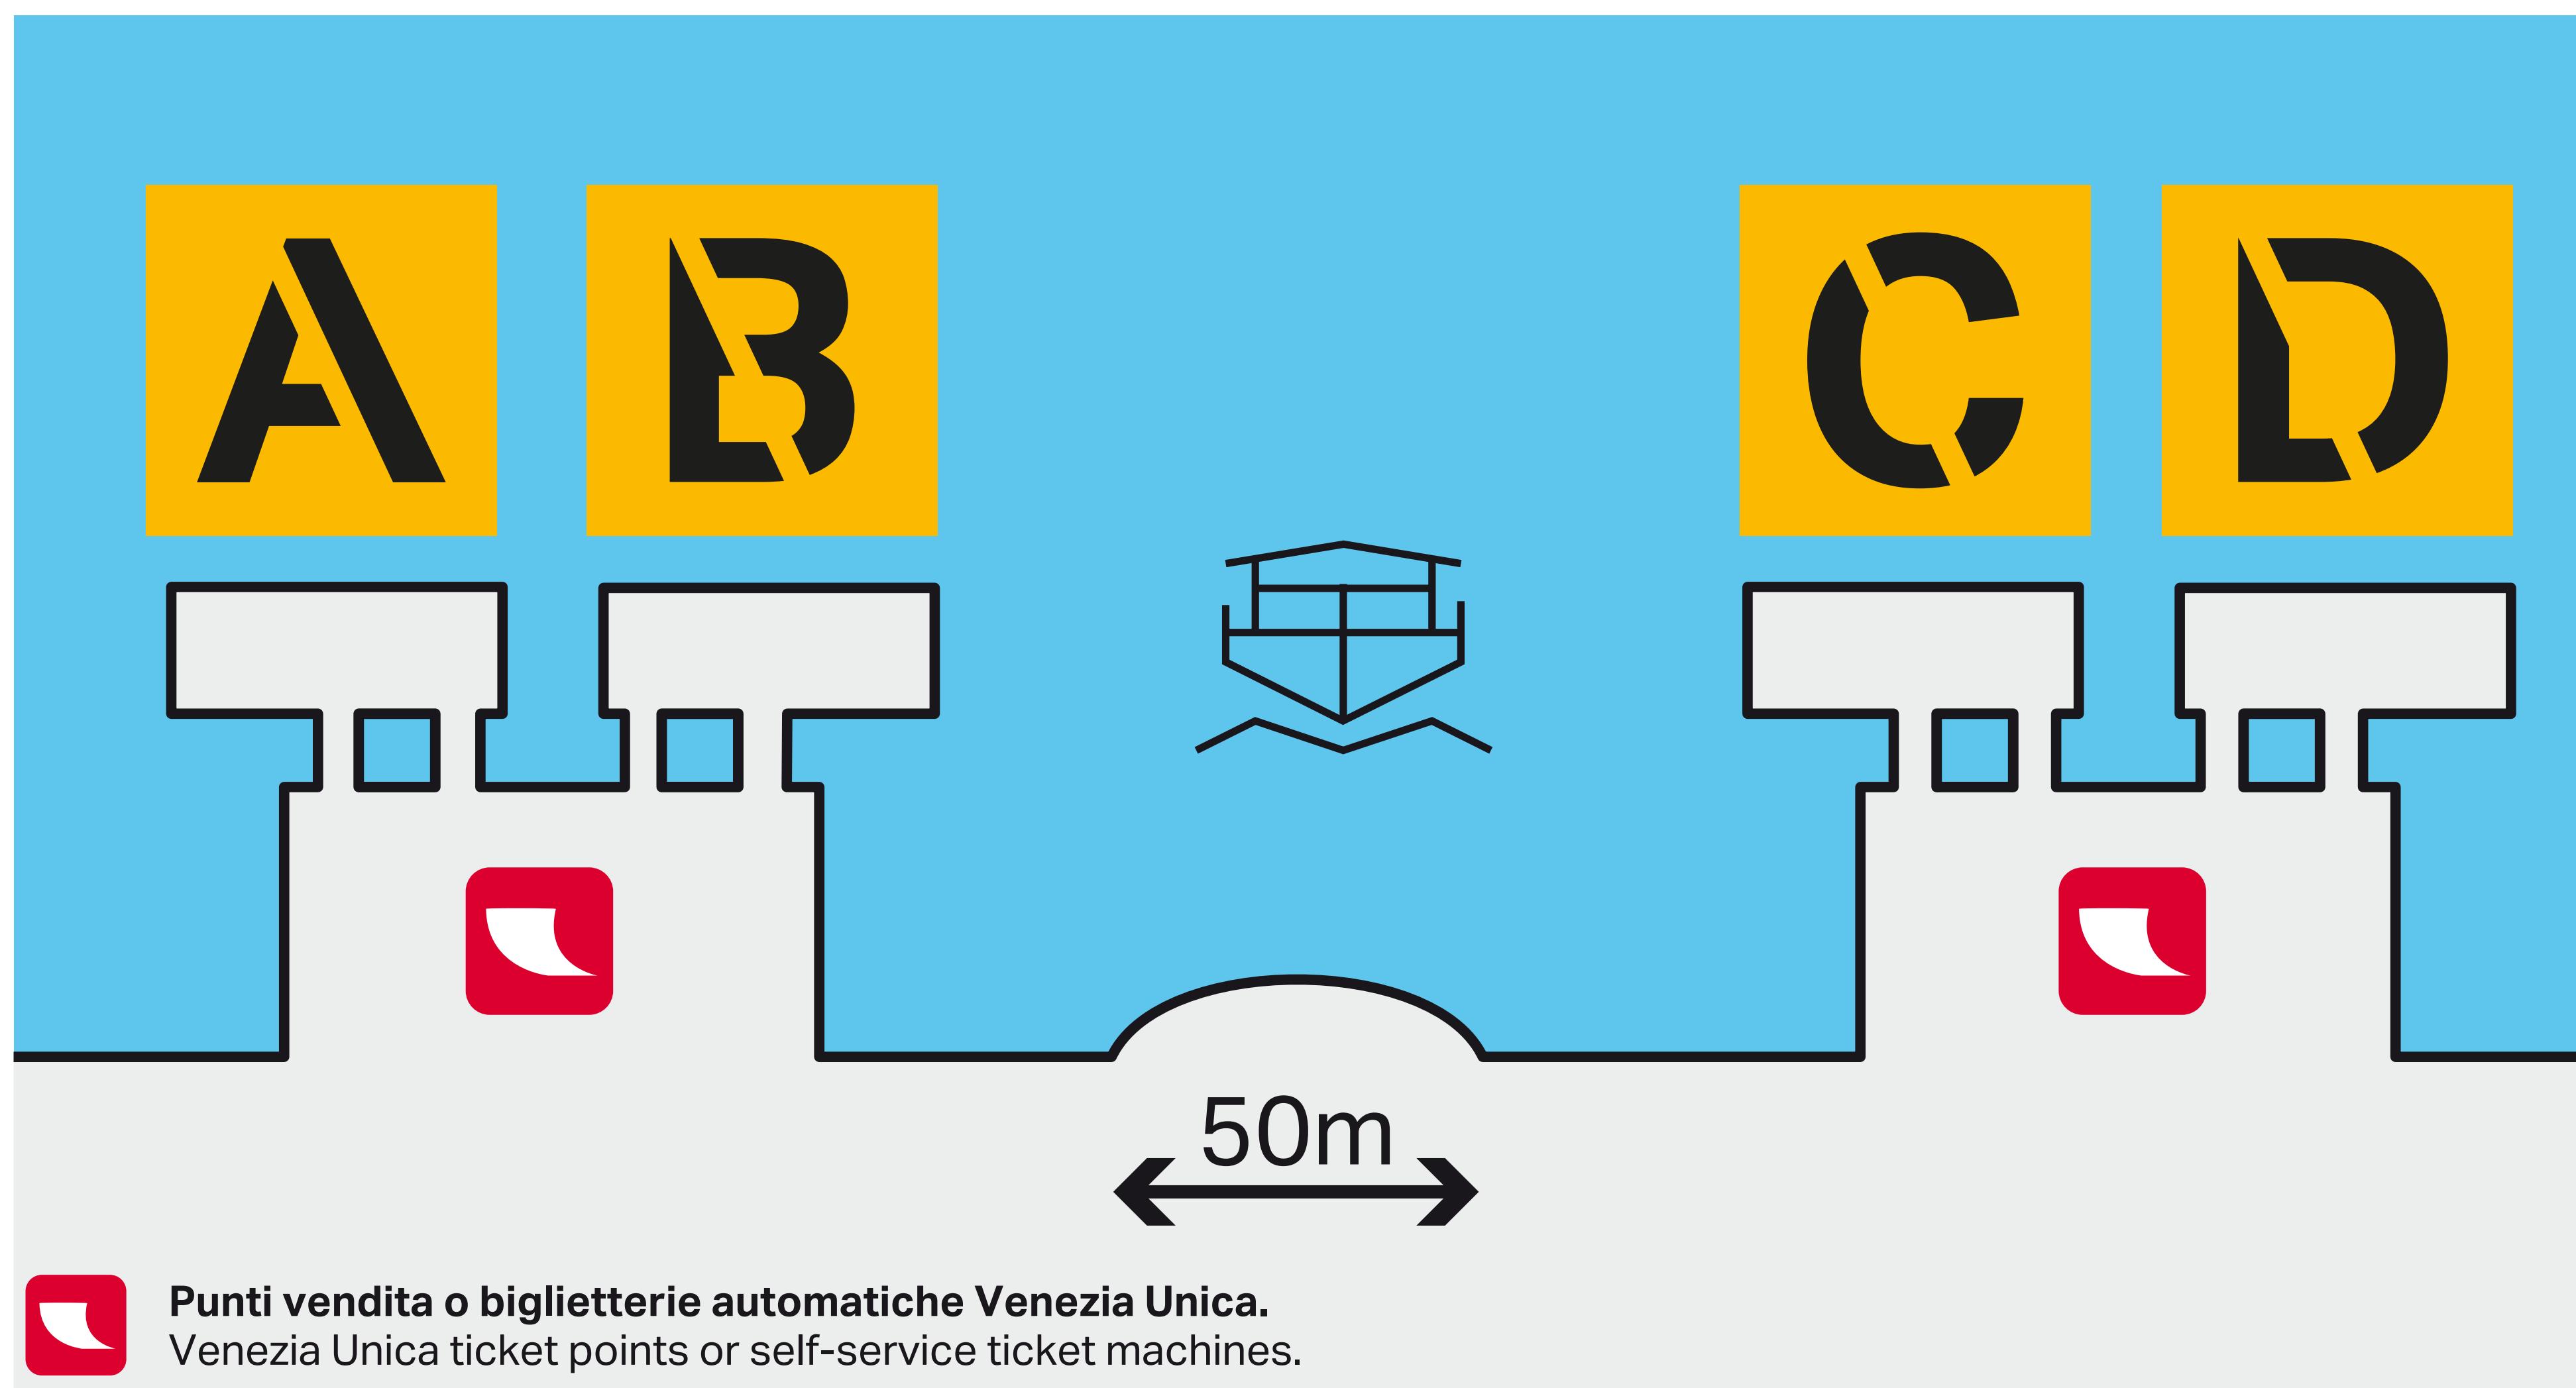 A B C D
50m
Punti vendita o biglietterie automatiche Venezia Unica.
Venezia Unica ticket points or self-service ticket machines.